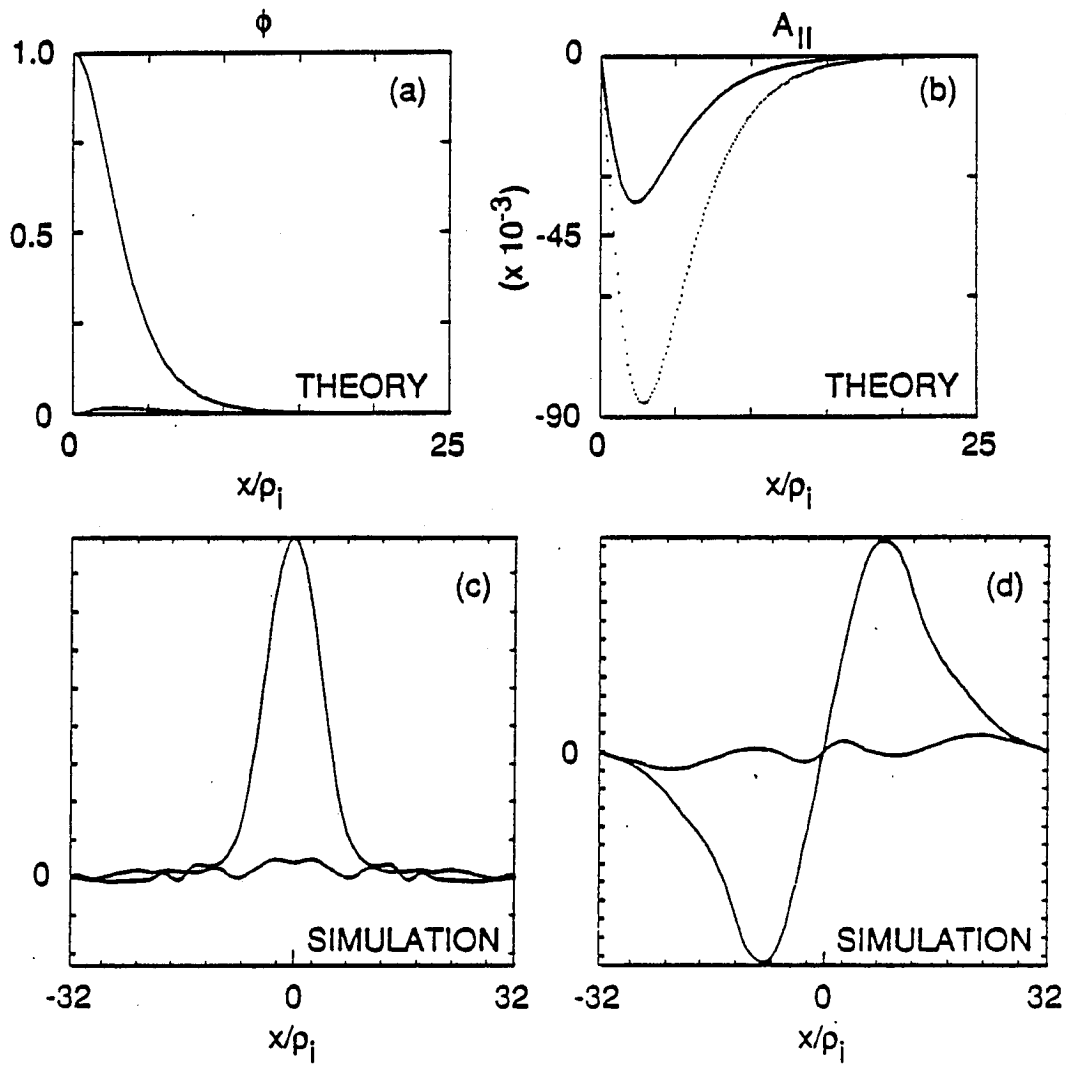 ϕ
A||
1.0
(a)
0.5
THEORY
0
0
25
x/ρi
0
(b)
(x 10-3)
-45
THEORY
-90
0
25
x/ρi
(c)
0
SIMULATION
-32
0
32
x/ρi
(d)
0
SIMULATION
-32
0
32
x/ρi